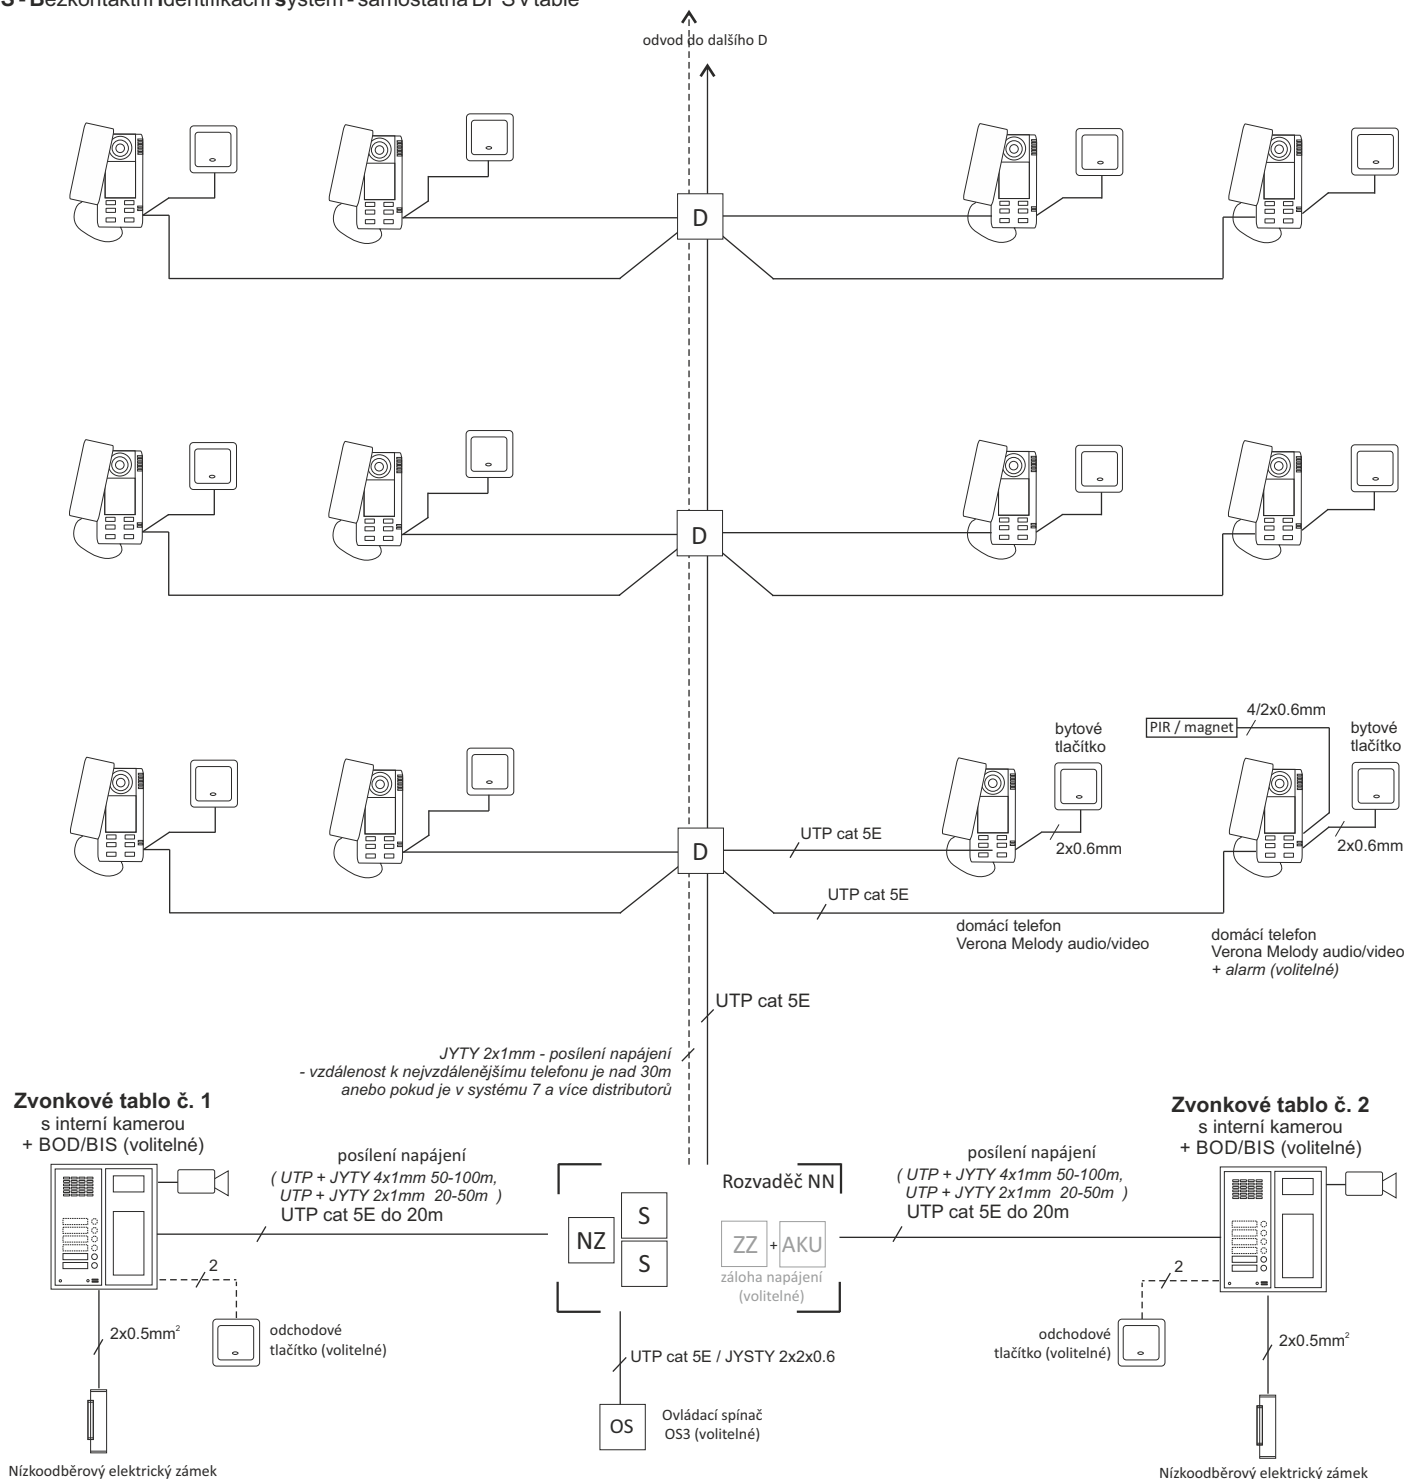 S - Bezkontaktní identifikační systém - samostatná DPS v table
odvod do dalšího D
D
D
4/2x0.6mm
PIR / magnet
bytové
tlačítko
bytové
tlačítko
UTP cat 5E
D
2x0.6mm
2x0.6mm
UTP cat 5E
domácí telefon
Verona Melody audio/video
domácí telefon
Verona Melody audio/video
+ alarm (volitelné)
UTP cat 5E
JYTY 2x1mm - posílení napájení
- vzdálenost k nejvzdálenějšímu telefonu je nad 30m
anebo pokud je v systému 7 a více distributorů
Zvonkové tablo č. 1
s interní kamerou
+ BOD/BIS (volitelné)
Zvonkové tablo č. 2
s interní kamerou
+ BOD/BIS (volitelné)
posílení napájení
( UTP + JYTY 4x1mm 50-100m,
UTP + JYTY 2x1mm 20-50m )
UTP cat 5E do 20m
Rozvaděč NN
NZ
S
S
ZZ
+
AKU
záloha napájení
(volitelné)
posílení napájení
( UTP + JYTY 4x1mm 50-100m,
UTP + JYTY 2x1mm 20-50m )
UTP cat 5E do 20m
2
2
2x0.5mm²
odchodové
tlačítko (volitelné)
odchodové
tlačítko (volitelné)
2x0.5mm²
UTP cat 5E / JYSTY 2x2x0.6
OS
Ovládací spínač
OS3 (volitelné)
Nízkoodběrový elektrický zámek
Nízkoodběrový elektrický zámek